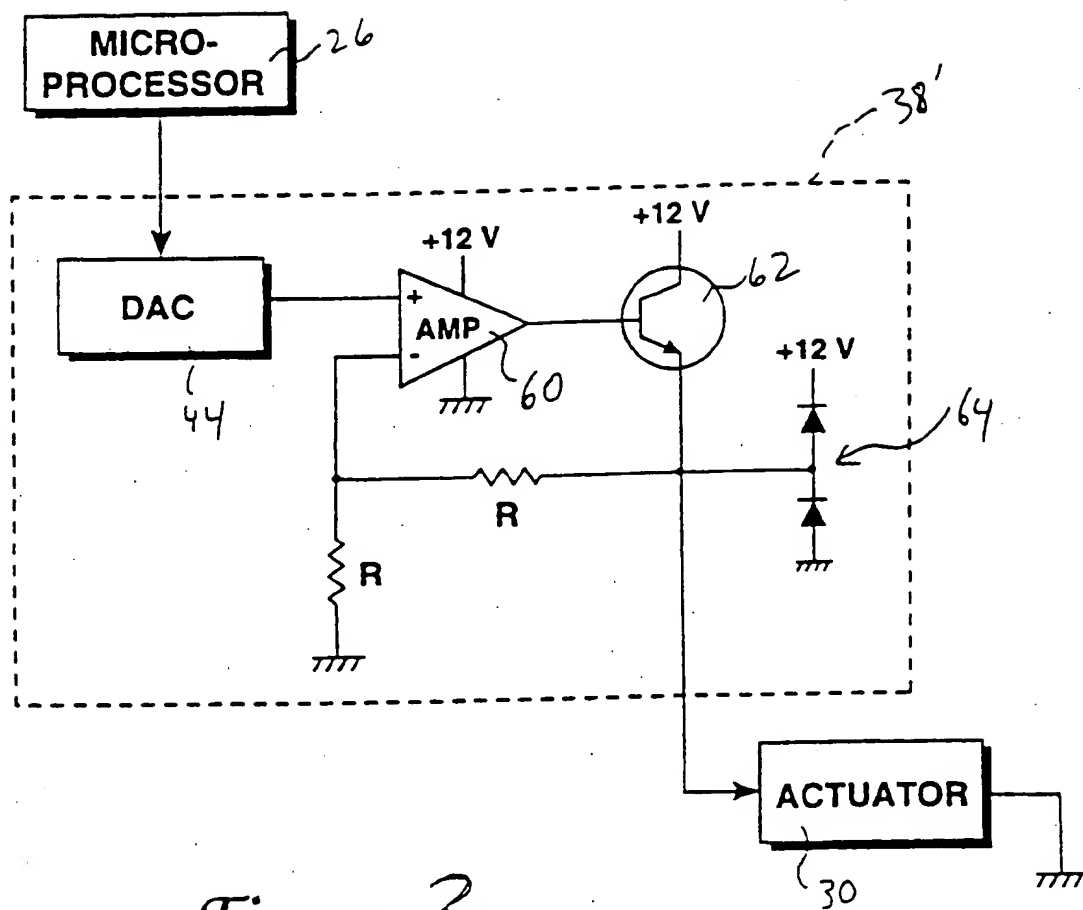 MICRO-
PROCESSOR
26
38'
+12 V
+12 V
DAC
+
AMP
-
62
+12 V
44
60
64
R
R
ACTUATOR
30